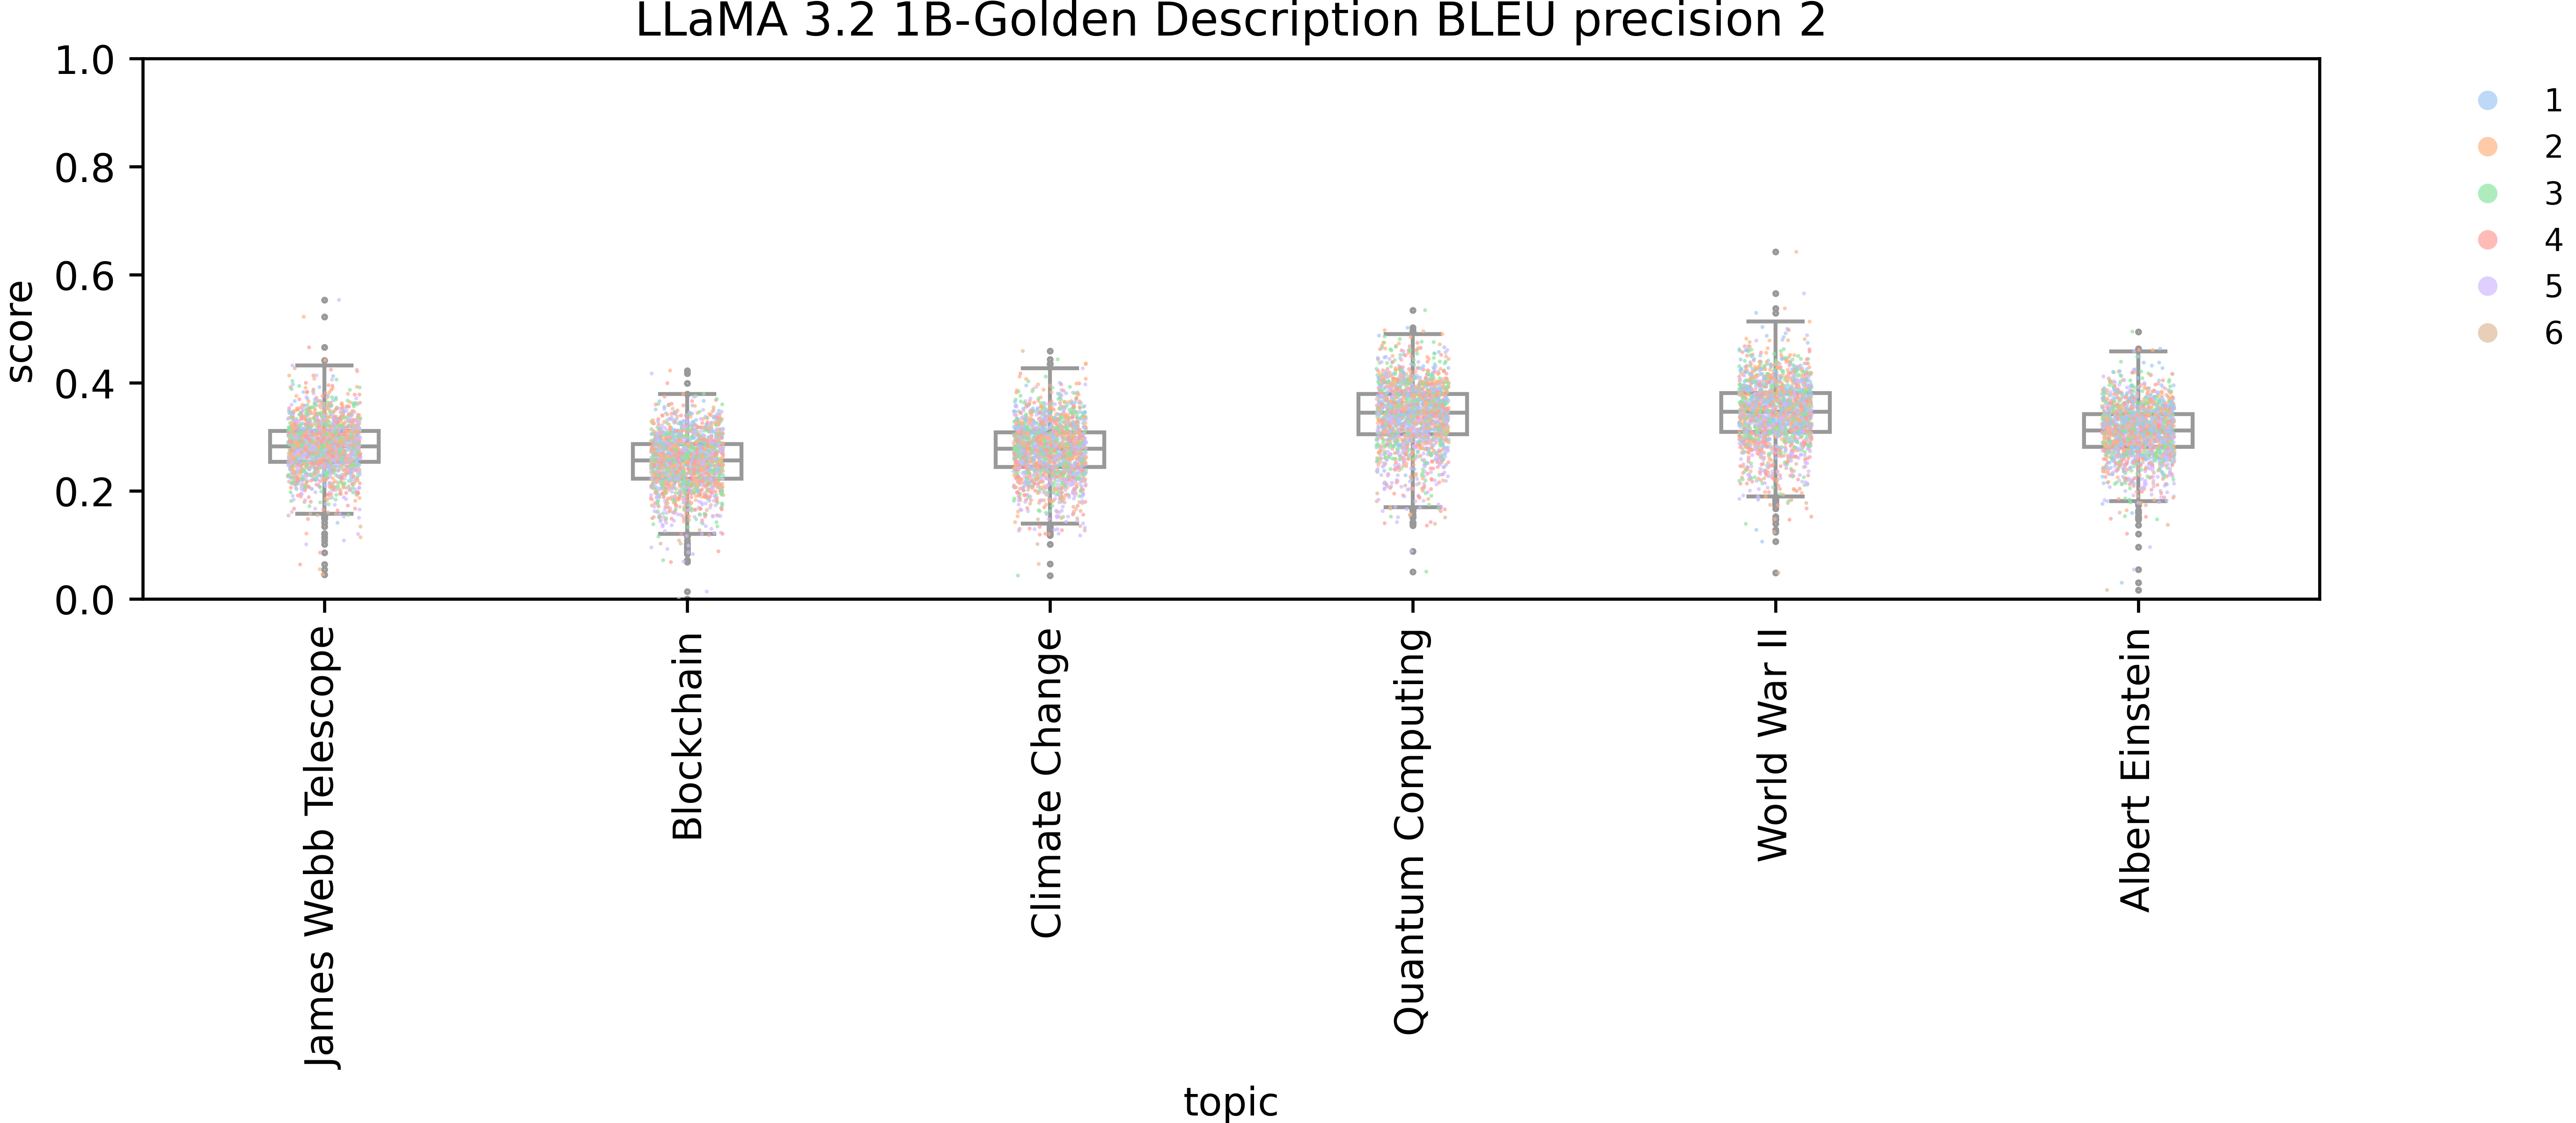 LLaMA 3.2 1B-Golden Description BLEU precision 2
score
1.0
0.8
0.6
0.4
0.2
0.0
James Webb Telescope
Blockchain
Climate Change
Quantum Computing
World War II
Albert Einstein
topic
1
2
3
4
5
6